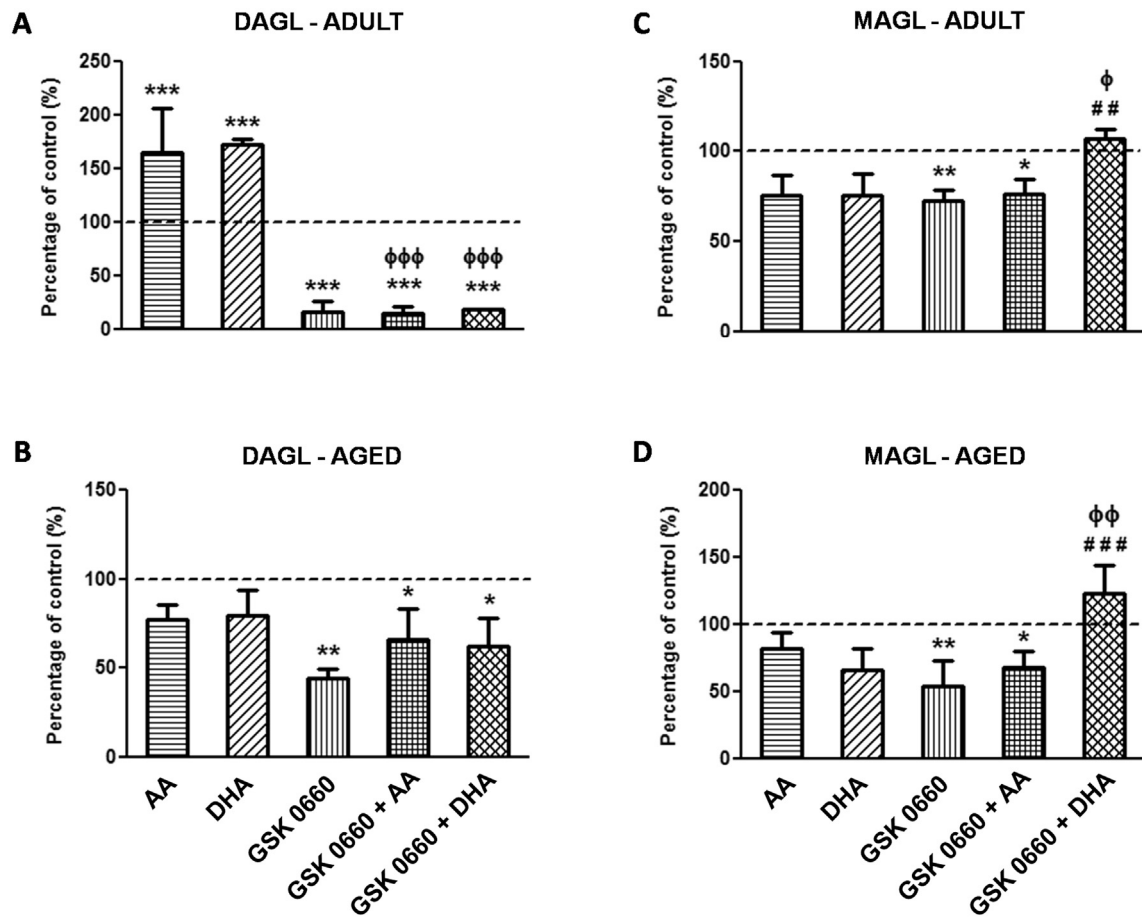 A
DAGL - ADULT
Percentage of control (%)
250
200
150
100
50
0
***
***
***
ϕϕϕ
***
ϕϕϕ
***
C
MAGL - ADULT
Percentage of control (%)
150
100
50
0
**
*
ϕ
##
B
DAGL - AGED
Percentage of control (%)
150
100
50
0
**
*
*
AA
DHA
GSK 0660
GSK 0660 + AA
GSK 0660 + DHA
D
MAGL - AGED
Percentage of control (%)
200
150
100
50
0
**
*
ϕϕ
###
AA
DHA
GSK 0660
GSK 0660 + AA
GSK 0660 + DHA